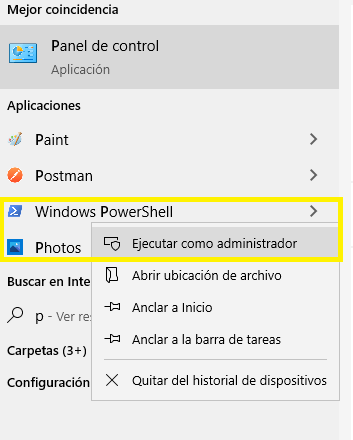 Mejor coincidencia
Panel de control
Aplicación
Aplicaciones
Paint
Postman
Windows PowerShell
Ejecutar como administrador
Photos
Abrir ubicación de archivo
Buscar en Inte
Anclar a Inicio
p - Ver res
Anclar a la barra de tareas
Carpetas (3+)
Configuración
Quitar del historial de dispositivos